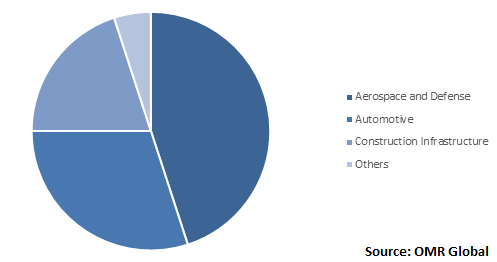 Aerospace and Defense
Automotive
Construction Infrastructure
Others
Source: OMR Global